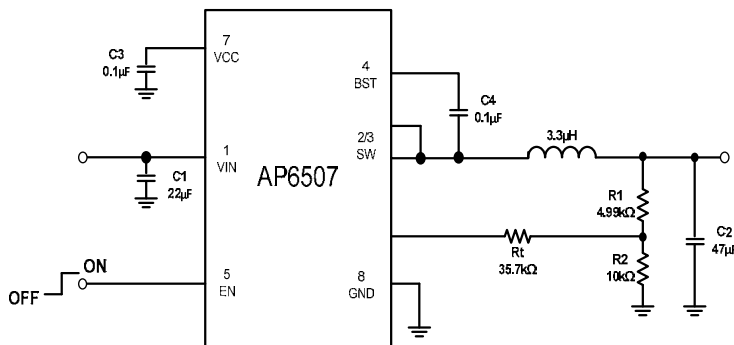 C3
0.1µF
7
VCC
4
BST
C4
0.1µF
1
VIN
C1
22µF
AP6507
2/3
SW
3.3µH
R1
4.99kΩ
Rt
35.7kΩ
R2
10kΩ
C2
47µF
ON
OFF
5
EN
8
GND